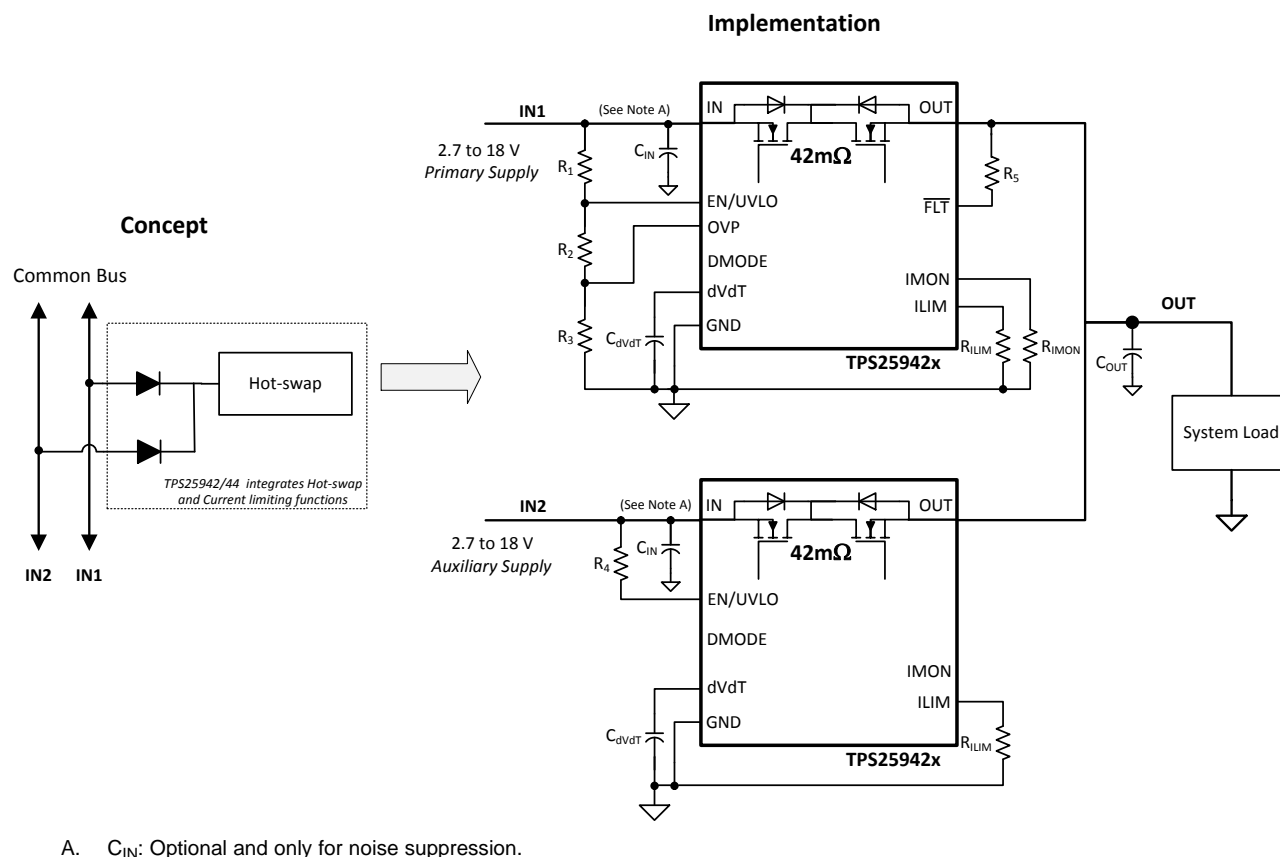 Implementation
Concept
Common Bus
Hot-swap
TPS25942/44 integrates Hot-swap
and Current limiting functions
IN2 IN1
IN1
(See Note A)
2.7 to 18 V
Primary Supply
R1
CIN
R2
R3
CdVdT
IN
OUT
42mΩ
EN/UVLO
OVP
DMODE
dVdT
GND
FLT
IMON
ILIM
TPS25942x
R5
RILIM
RIMON
OUT
COUT
System Load
IN2
(See Note A)
2.7 to 18 V
Auxiliary Supply
R4
CIN
CdVdT
IN
OUT
42mΩ
EN/UVLO
DMODE
dVdT
GND
IMON
ILIM
TPS25942x
RILIM
A. CIN: Optional and only for noise suppression.